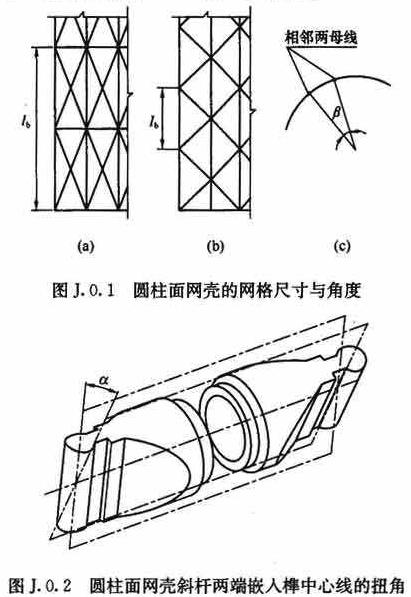 相邻两母线
l_b
l_b
β
(a)
(b)
(c)
图 J.0.1 圆柱面网壳的网格尺寸与角度
α
图 J.0.2 圆柱面网壳斜杆两端嵌入榫中心线的扭角